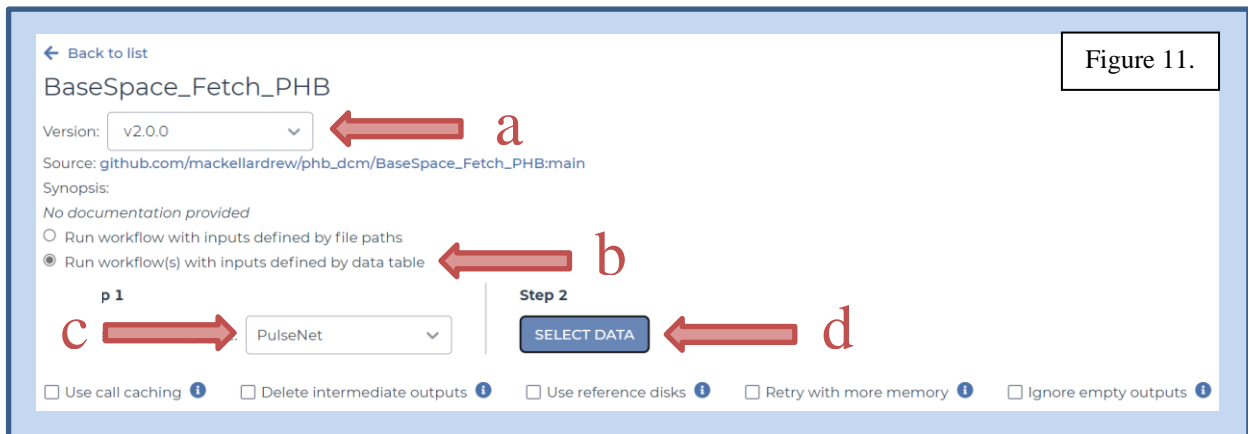 ← Back to list
Figure 11.
BaseSpace_Fetch_PHB
Version: v2.0.0 a
Source: github.com/mackellardrew/phb_dcm/BaseSpace_Fetch_PHB:main
Synopsis:
No documentation provided
Run workflow with inputs defined by file paths
Run workflow(s) with inputs defined by data table b
p 1 Step 2
c PulseNet SELECT DATA d
Use call caching Delete intermediate outputs Use reference disks Retry with more memory Ignore empty outputs